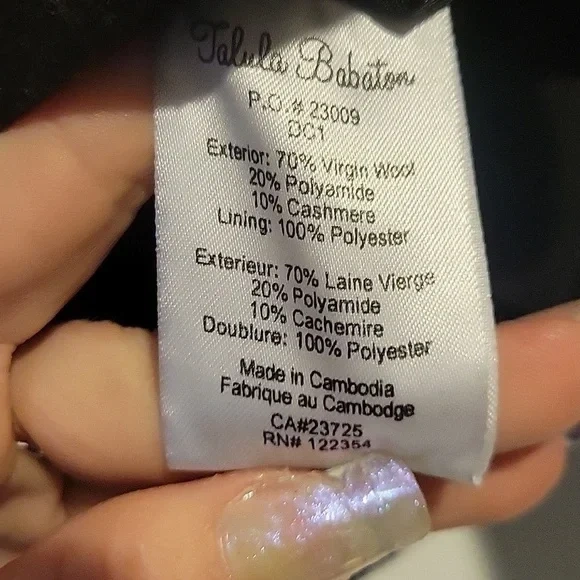 Talula Babaton
P.O.# 23009
DC1
Exterior: 70% Virgin Wool
20% Polyamide
10% Cashmere
Lining: 100% Polyester
Exterieur: 70% Laine Vierge
20% Polyamide
10% Cachemire
Doublure: 100% Polyester
Made in Cambodia
Fabrique au Cambodge
CA#23725
RN# 122354